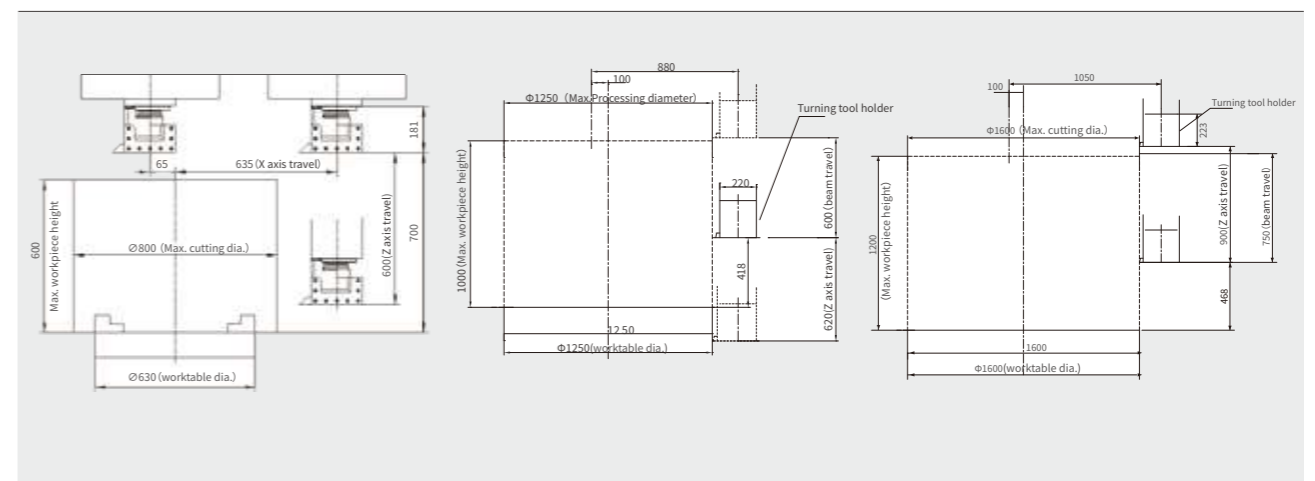 181
65
635(X axis travel)
600
Max. workpiece height
∅800 (Max. cutting dia.)
600(Z axis travel)
700
∅630(worktable dia.)
880
100
Φ1250 (Max.Processing diameter)
Turning tool holder
220
1000(Max. workpiece height)
600(beam travel)
418
620(Z axis travel)
12.50
Φ1250(worktable dia.)
1050
100
Turning tool holder
Φ1600 (Max. cutting dia.)
223
1200
(Max. workpiece height)
900(Z axis travel)
750(beam travel)
468
1600
Φ1600(worktable dia.)